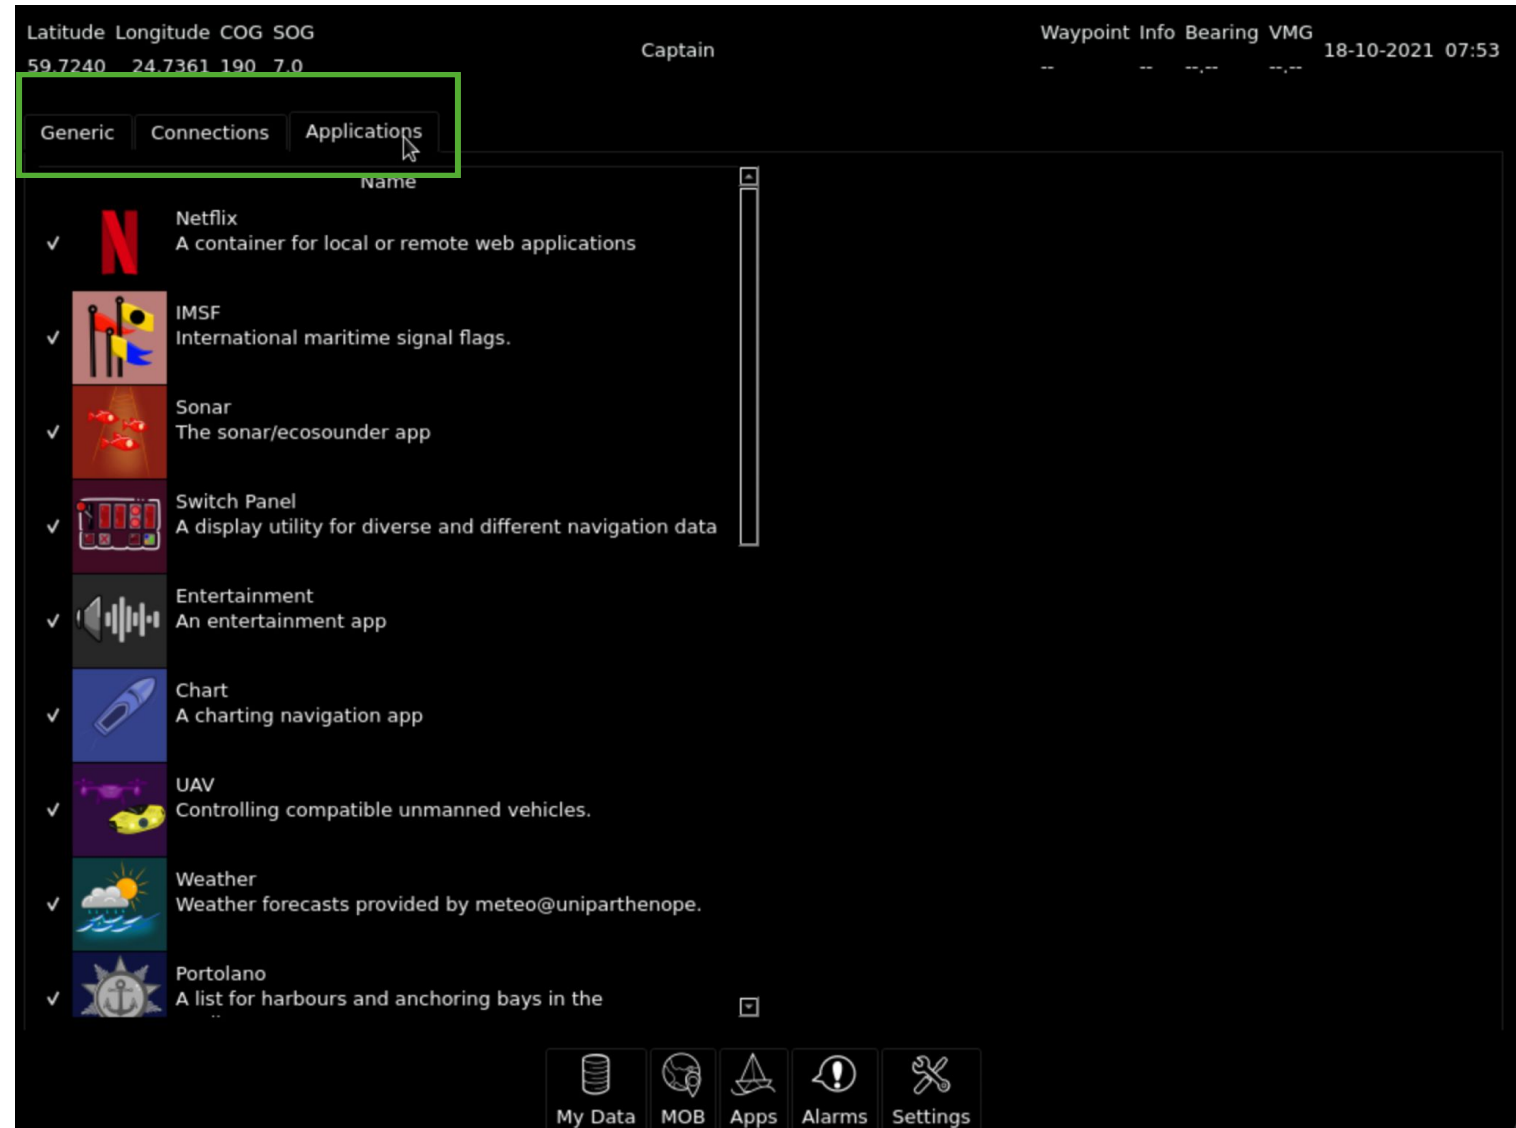 Latitude Longitude COG SOG
59.7240 24.7361 190 7.0
Captain
Waypoint Info Bearing VMG
-- -- --.-- --.--
18-10-2021 07:53
Generic Connections Applications
Name
Netflix
A container for local or remote web applications
IMSF
International maritime signal flags.
Sonar
The sonar/ecosounder app
Switch Panel
A display utility for diverse and different navigation data
Entertainment
An entertainment app
Chart
A charting navigation app
UAV
Controlling compatible unmanned vehicles.
Weather
Weather forecasts provided by meteo@uniparthenope.
Portolano
A list for harbours and anchoring bays in the
My Data MOB Apps Alarms Settings